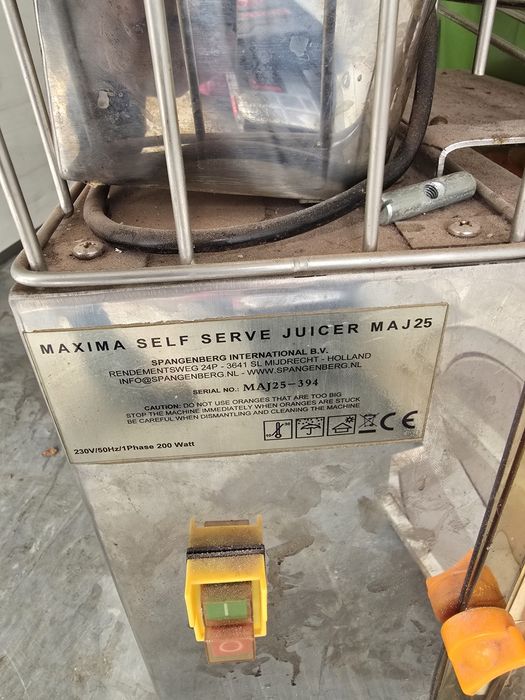 MAXIMA SELF SERVE JUICER MAJ25
SPANGENBERG INTERNATIONAL B.V.
RENDEMENTSWEG 24P - 3641 SL MIJDRECHT - HOLLAND
INFO@SPANGENBERG.NL - WWW.SPANGENBERG.NL
SERIAL NO.: MAJ25-394
CAUTION: DO NOT USE ORANGES THAT ARE TOO BIG
STOP THE MACHINE IMMEDIATELY WHEN ORANGES ARE STUCK
BE CAREFUL WHEN DISMANTLING AND CLEANING THE MACHINE
CE
230V/50Hz/1Phase 200 Watt
I
O